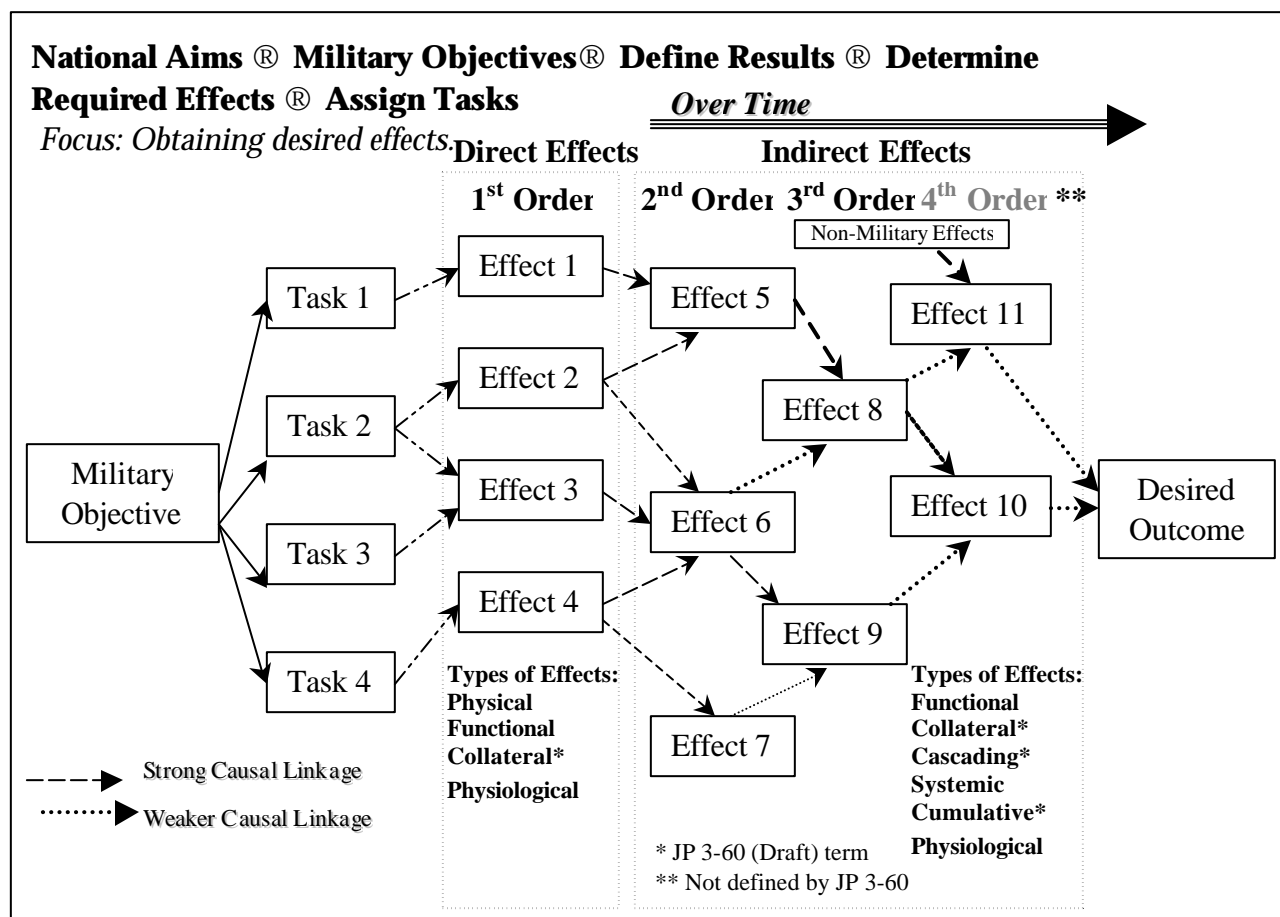 National Aims ® Military Objectives® Define Results ® Determine
Required Effects ® Assign Tasks
Over Time
Focus: Obtaining desired effects.
Direct Effects
Indirect Effects
1st Order
2nd Order
3rd Order
4th Order
**
Non-Military Effects
Military
Objective
Task 1
Task 2
Task 3
Task 4
Effect 1
Effect 2
Effect 3
Effect 4
Effect 5
Effect 6
Effect 7
Effect 8
Effect 9
Effect 11
Effect 10
Desired
Outcome
Types of Effects:
Physical
Functional
Collateral*
Physiological
Types of Effects:
Functional
Collateral*
Cascading*
Systemic
Cumulative*
Physiological
Strong Causal Linkage
Weaker Causal Linkage
* JP 3-60 (Draft) term
** Not defined by JP 3-60